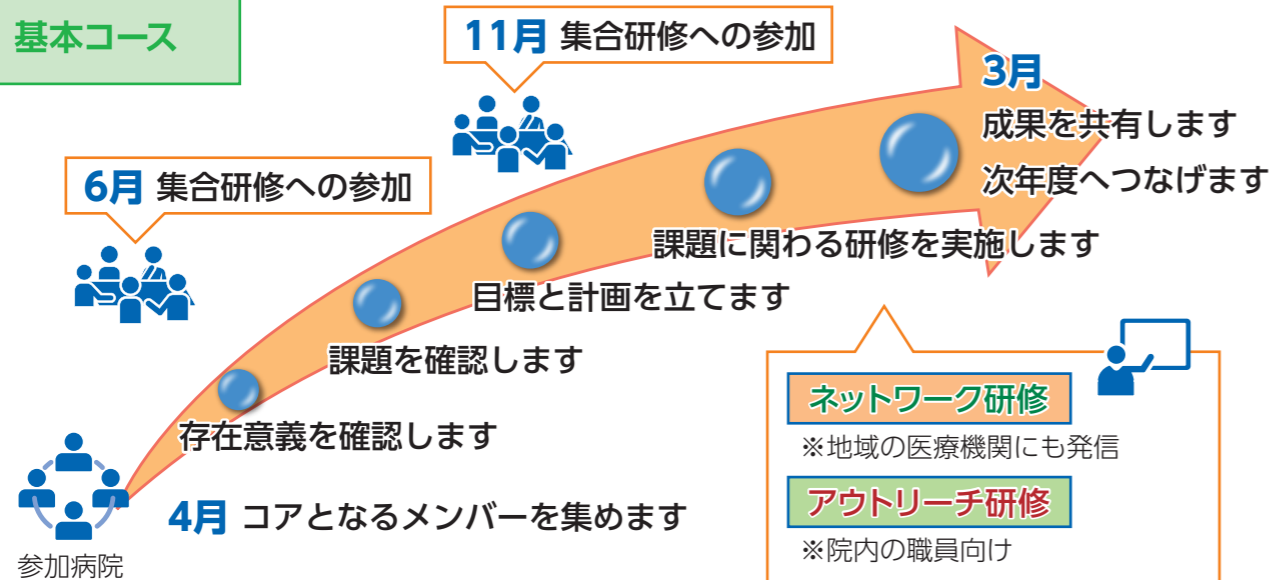 基本コース
11月 集合研修への参加
3月
成果を共有します
次年度へつなげます
6月 集合研修への参加
課題に関わる研修を実施します
目標と計画を立てます
課題を確認します
存在意義を確認します
4月 コアとなるメンバーを集めます
参加病院
ネットワーク研修
※地域の医療機関にも発信
アウトリーチ研修
※院内の職員向け